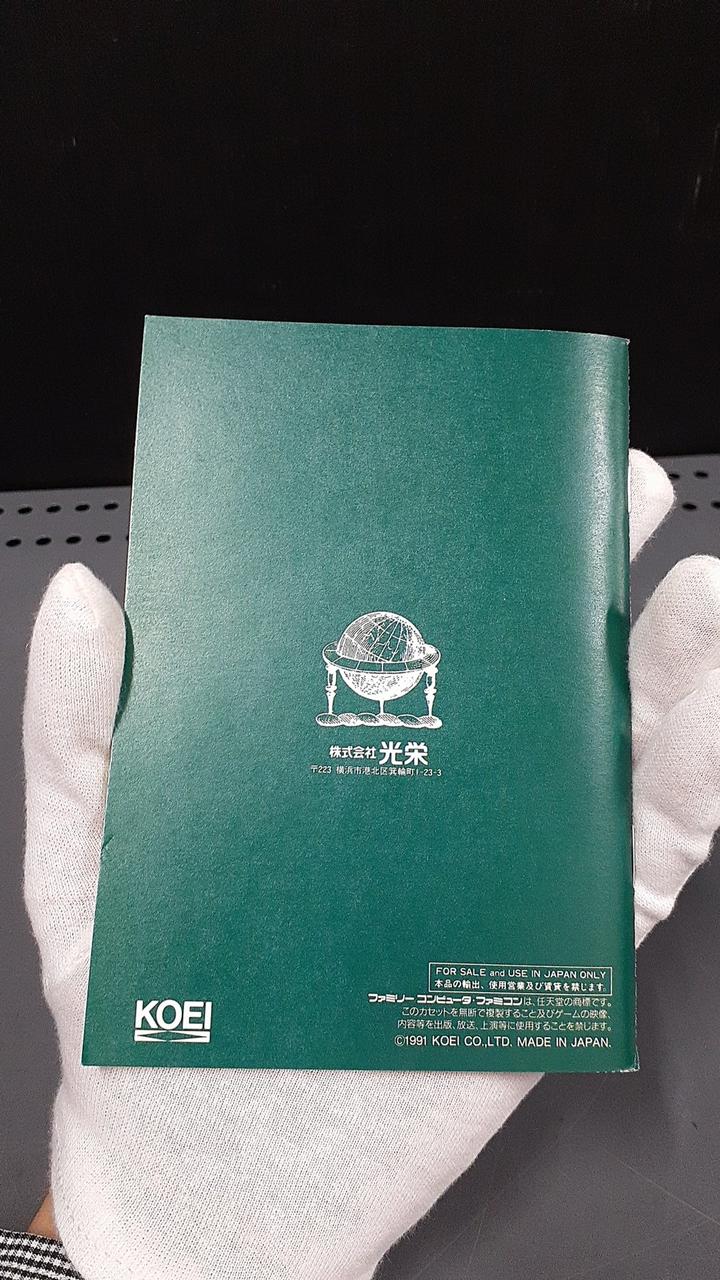 株式会社 光栄
〒223 横浜市港北区箕輪町1-23-3
FOR SALE and USE IN JAPAN ONLY
本品の輸出、使用営業及び賃貸を禁じます。
ファミリーコンピュータ・ファミコンは、任天堂の商標です。
このカセットを無断で複製すること及びゲームの映像、
内容等を出版、放送、上演等に使用することを禁じます。
©1991 KOEI CO.,LTD. MADE IN JAPAN.
KOEI